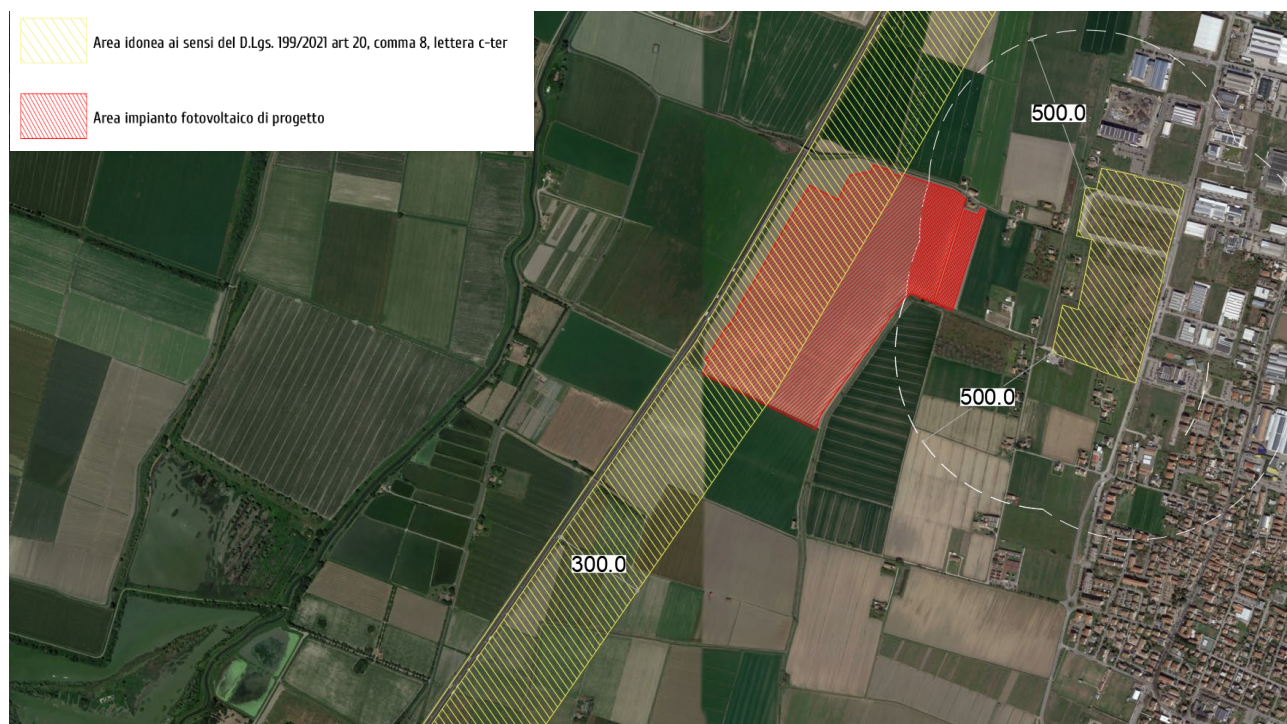 Area idonea ai sensi del D.Lgs. 199/2021 art 20, comma 8, lettera c-ter
Area impianto fotovoltaico di progetto
500.0
500.0
300.0